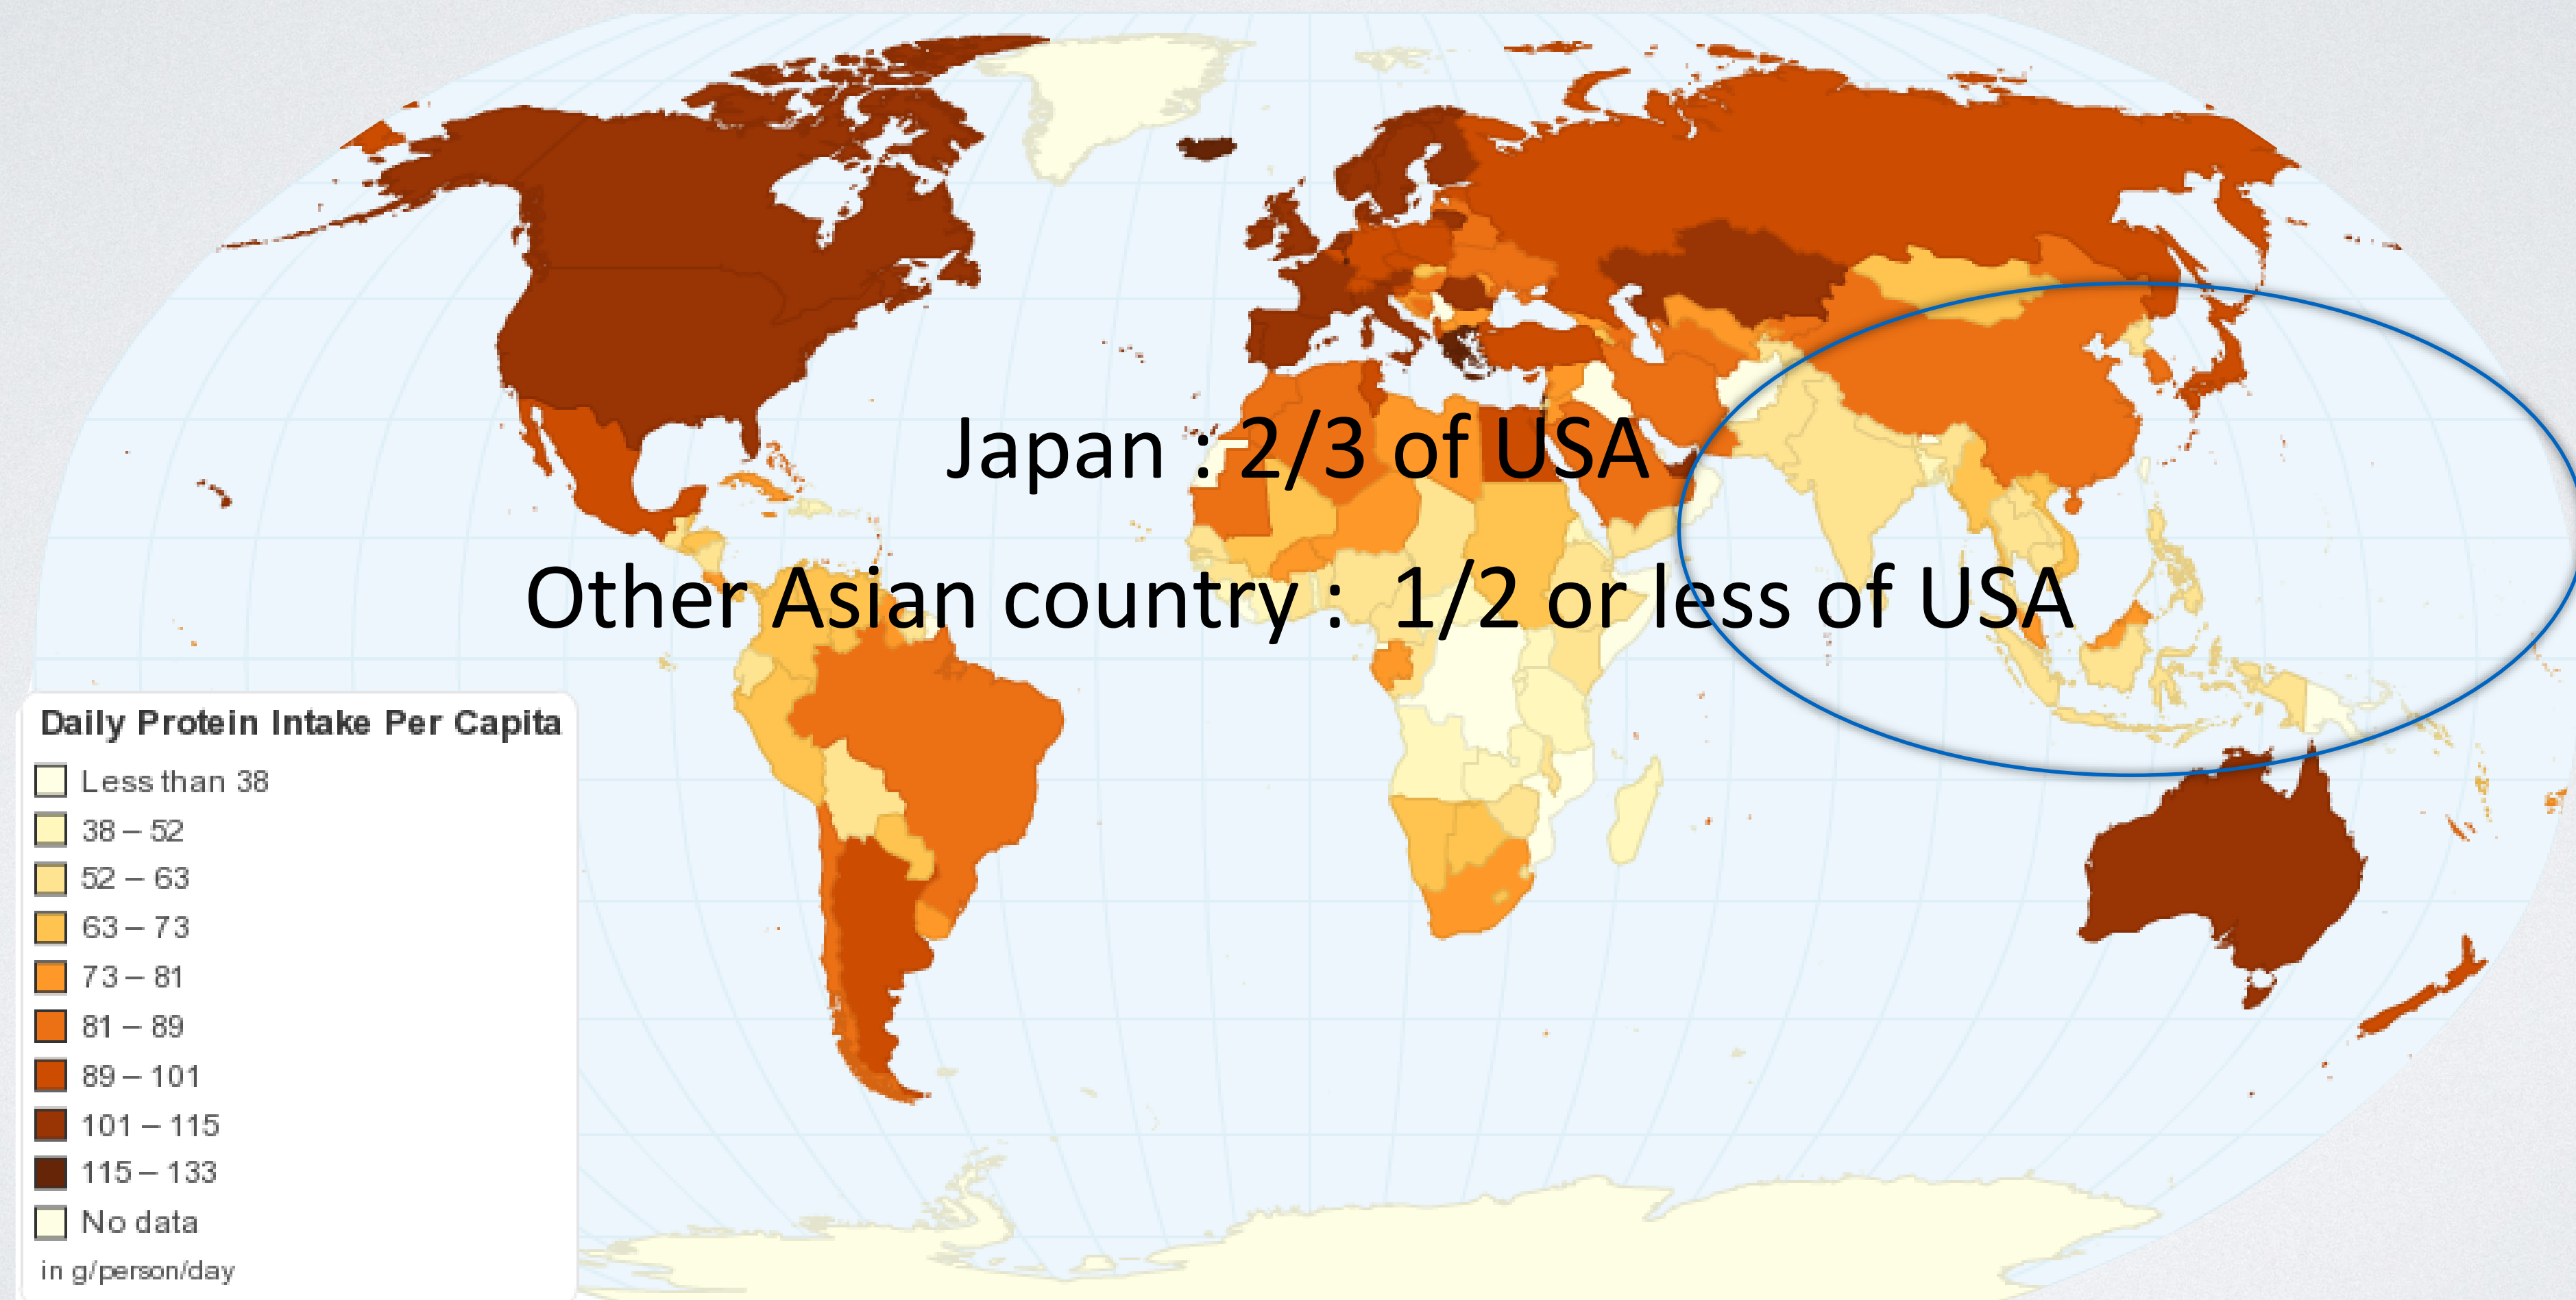 Japan : 2/3 of USA
Other Asian country : 1/2 or less of USA
Daily Protein Intake Per Capita
Less than 38
38 – 52
52 – 63
63 – 73
73 – 81
81 – 89
89 – 101
101 – 115
115 – 133
No data
in g/person/day